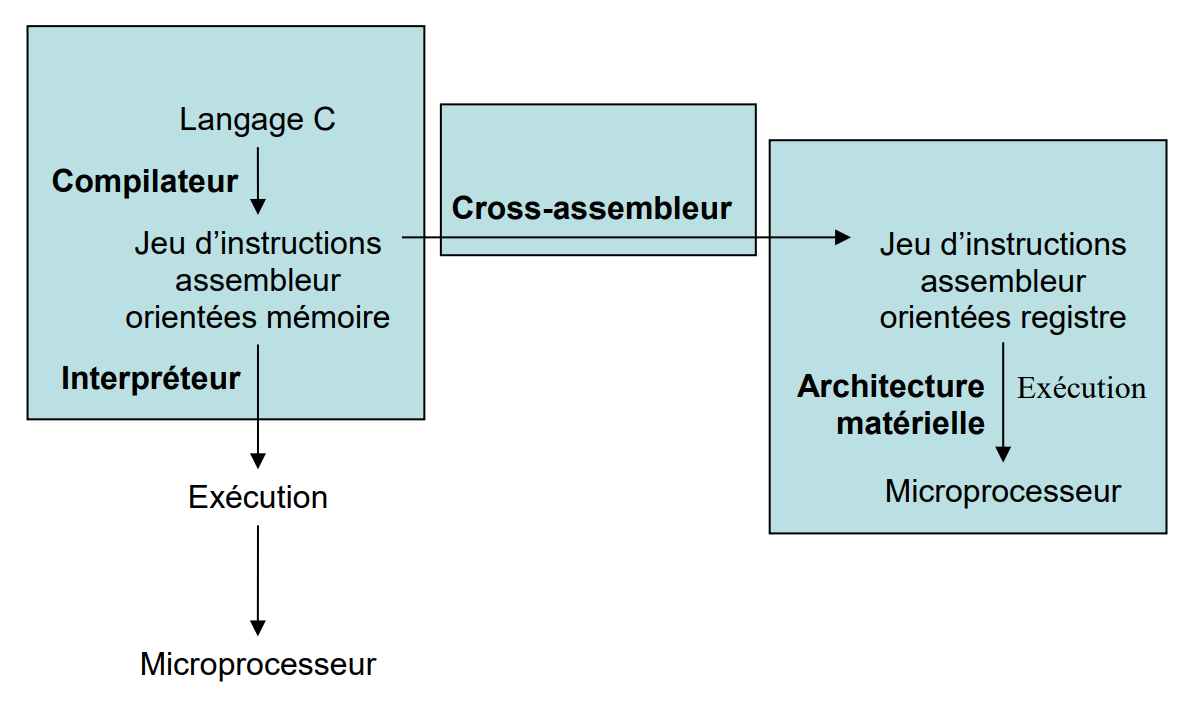 Langage C
Compilateur
Jeu d’instructions
assembleur
orientées mémoire
Interpréteur
Exécution
Microprocesseur
Cross-assembleur
Jeu d’instructions
assembleur
orientées registre
Architecture
matérielle
Exécution
Microprocesseur